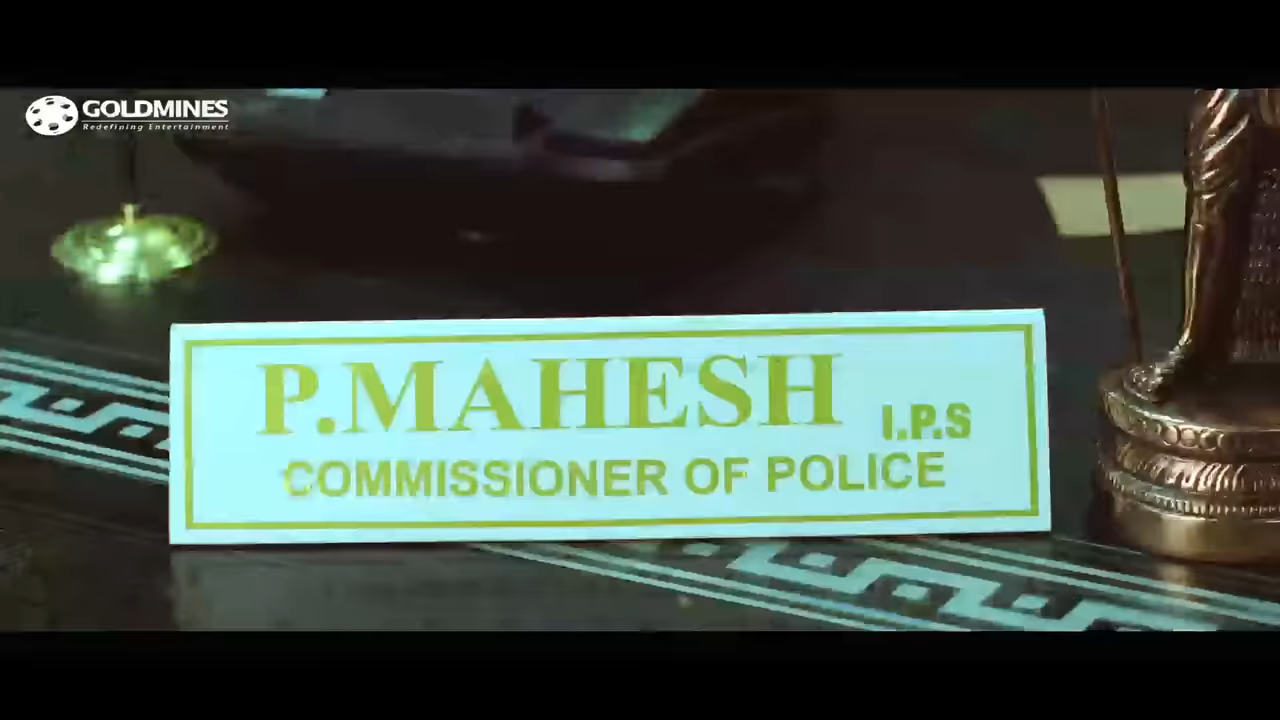 GOLDMINES
Redefining Entertainment
P.MAHESH I.P.S
COMMISSIONER OF POLICE